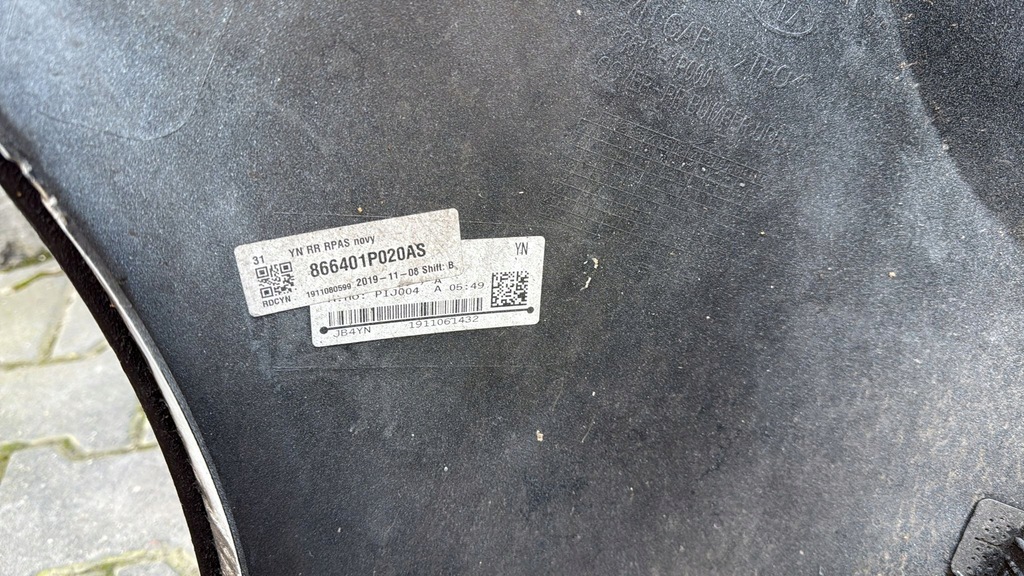 31 YN RR RPAS novy
866401P020AS
RDCYN 1911080599 2019-11-08 Shift: B
YN
PIJ004 / A 05:49
JB4YN 1911061432